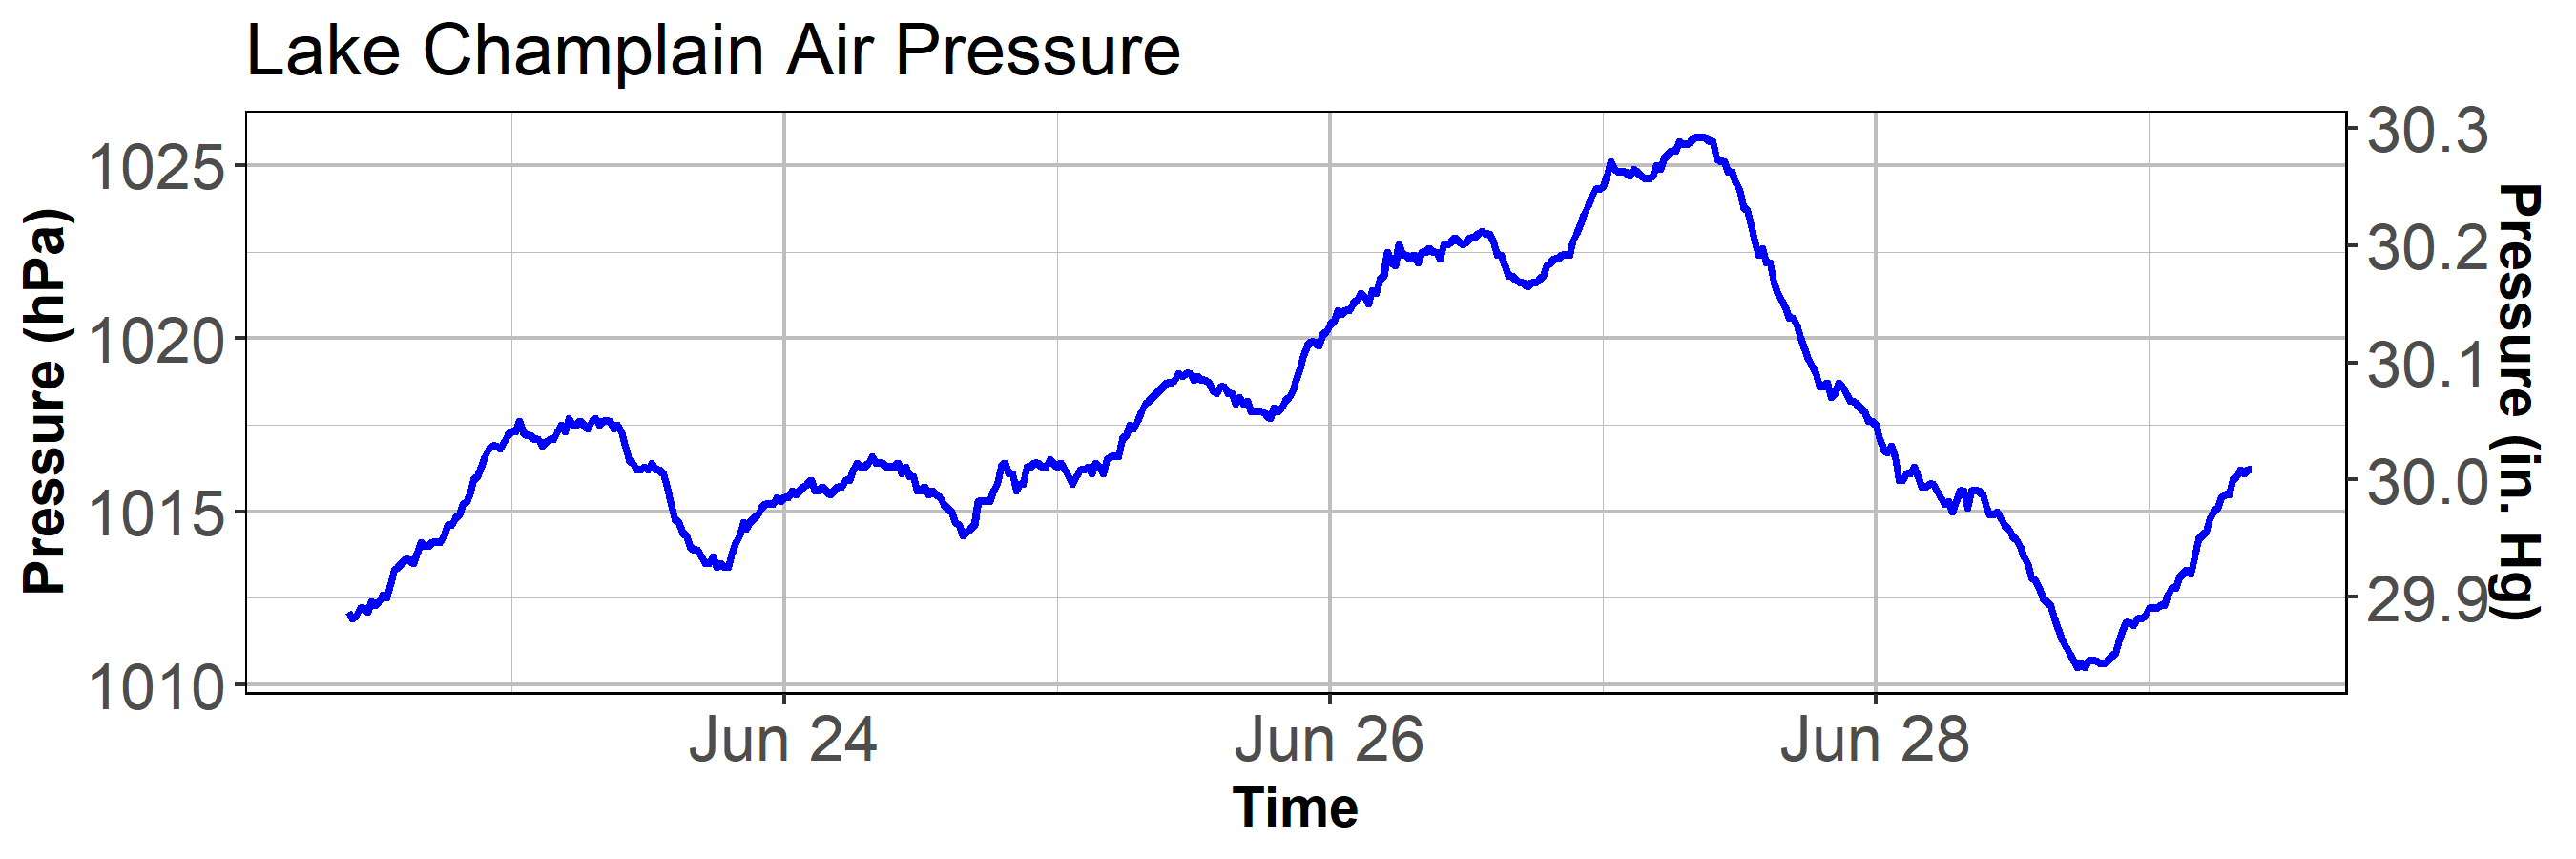 Lake Champlain Air Pressure
Pressure (hPa)
1025
1020
1015
1010
30.3
30.2
30.1
30.0
29.9
Pressure (in. Hg)
Jun 24
Jun 26
Jun 28
Time